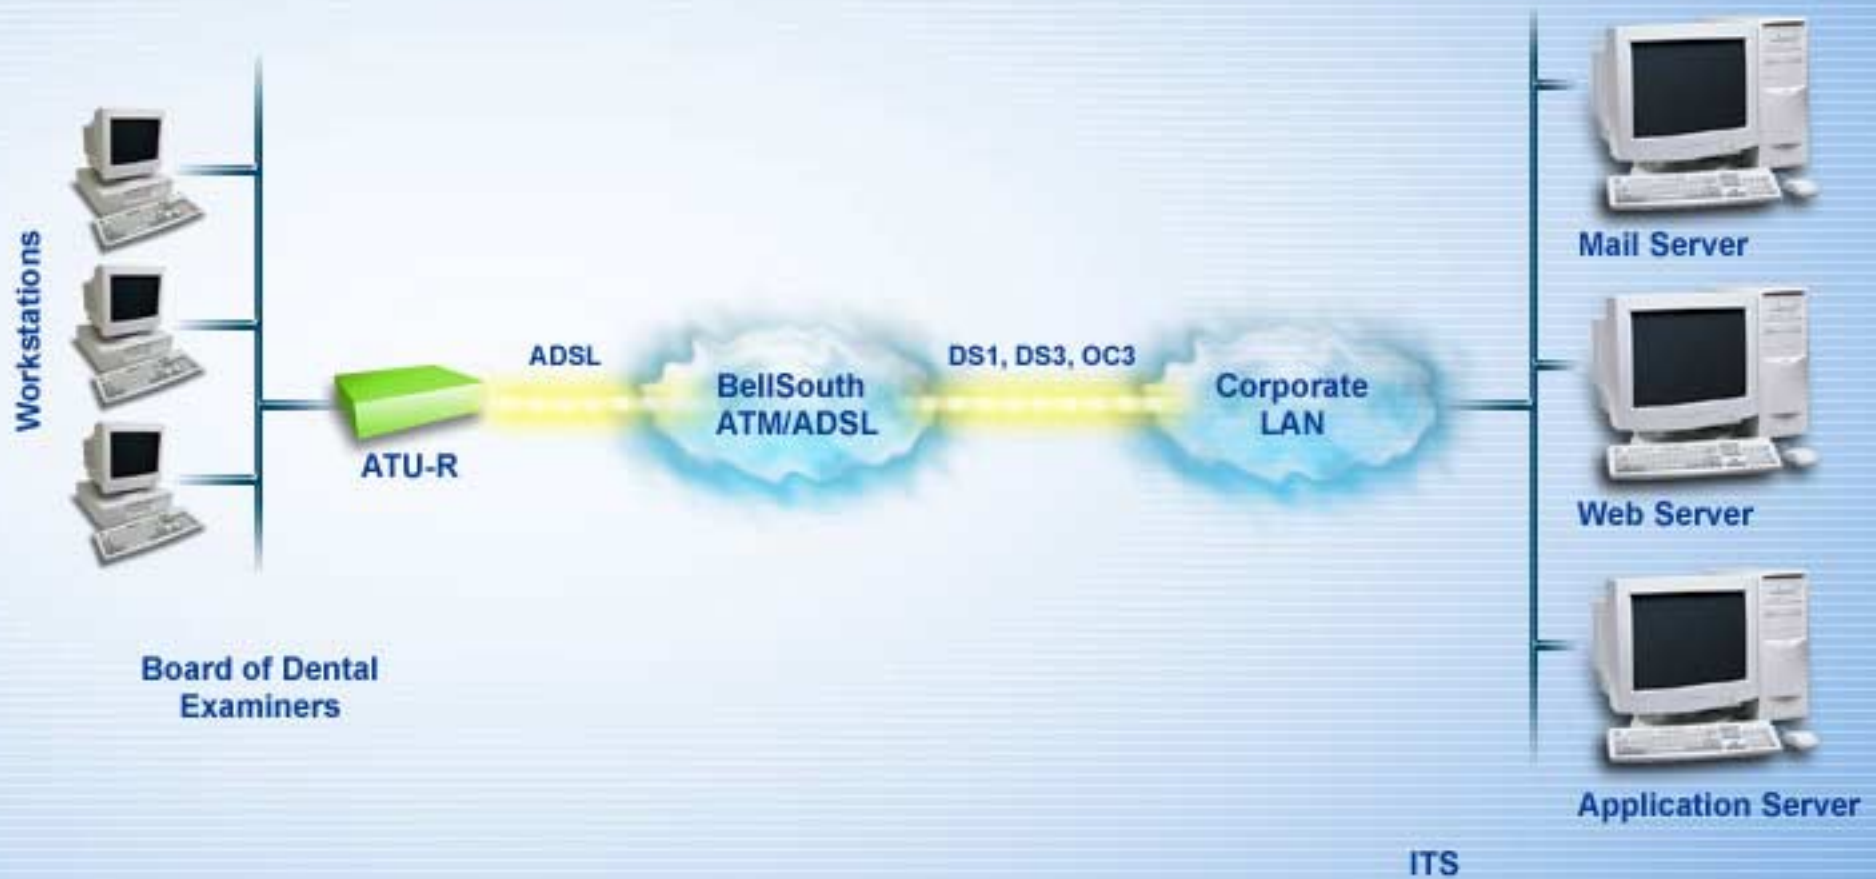 Workstations
ATU-R
ADSL
BellSouth
ATM/ADSL
DS1, DS3, OC3
Corporate
LAN
Mail Server
Web Server
Application Server
Board of Dental
Examiners
ITS